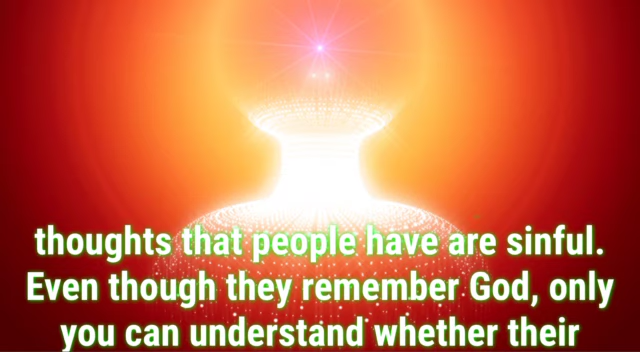 thoughts that people have are sinful.
Even though they remember God, only
you can understand whether their